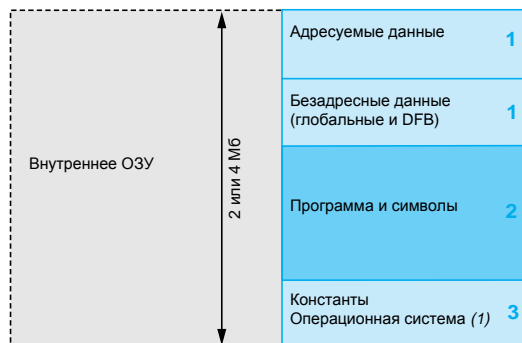 Адресуемые данные 1
Безадресные данные
(глобальные и DFB) 1
Внутреннее ОЗУ
2 или 4 Мб
Программа и символы 2
Константы
Операционная система (1) 3